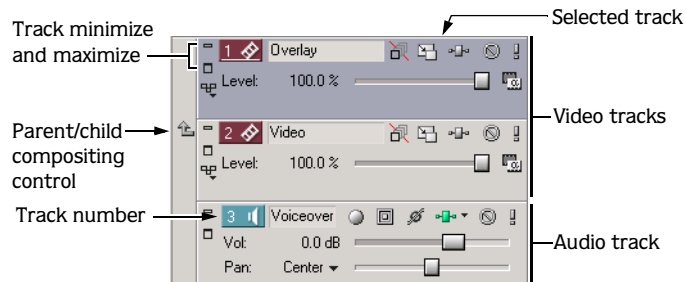 Track minimize
and maximize
Selected track
1 Overlay
Level: 100.0 %
Video tracks
Parent/child
compositing
control
2 Video
Level: 100.0 %
Track number
3 Voiceover
Vol: 0.0 dB
Pan: Center
Audio track